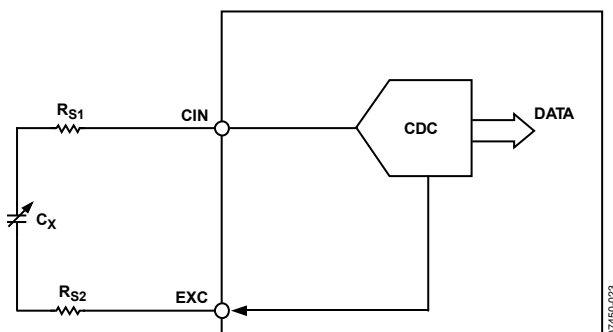 RS1
CIN
CDC
DATA
CX
RS2
EXC
07450-023